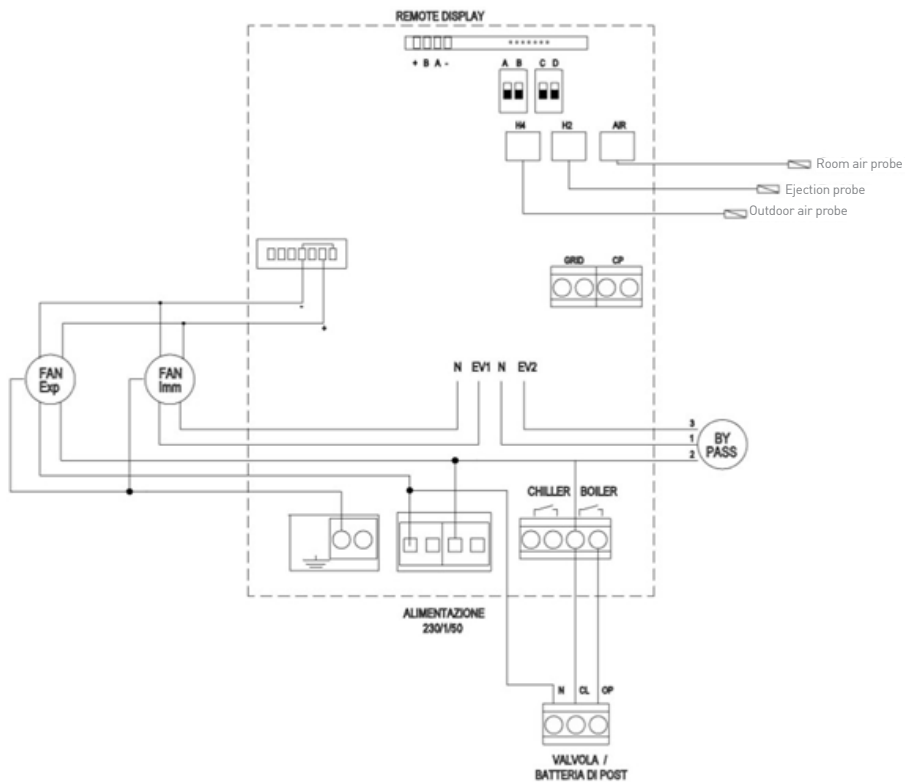 REMOTE DISPLAY
+ B A -
*******
A B C D
H4 H2 AIR
Room air probe
Ejection probe
Outdoor air probe
GRID CP
-
+
FAN
Exp
FAN
Imm
N EV1 N EV2
3
1
2
BY
PASS
CHILLER BOILER
ALIMENTAZIONE
230/1/50
N CL OP
VALVOLA /
BATTERIA DI POST